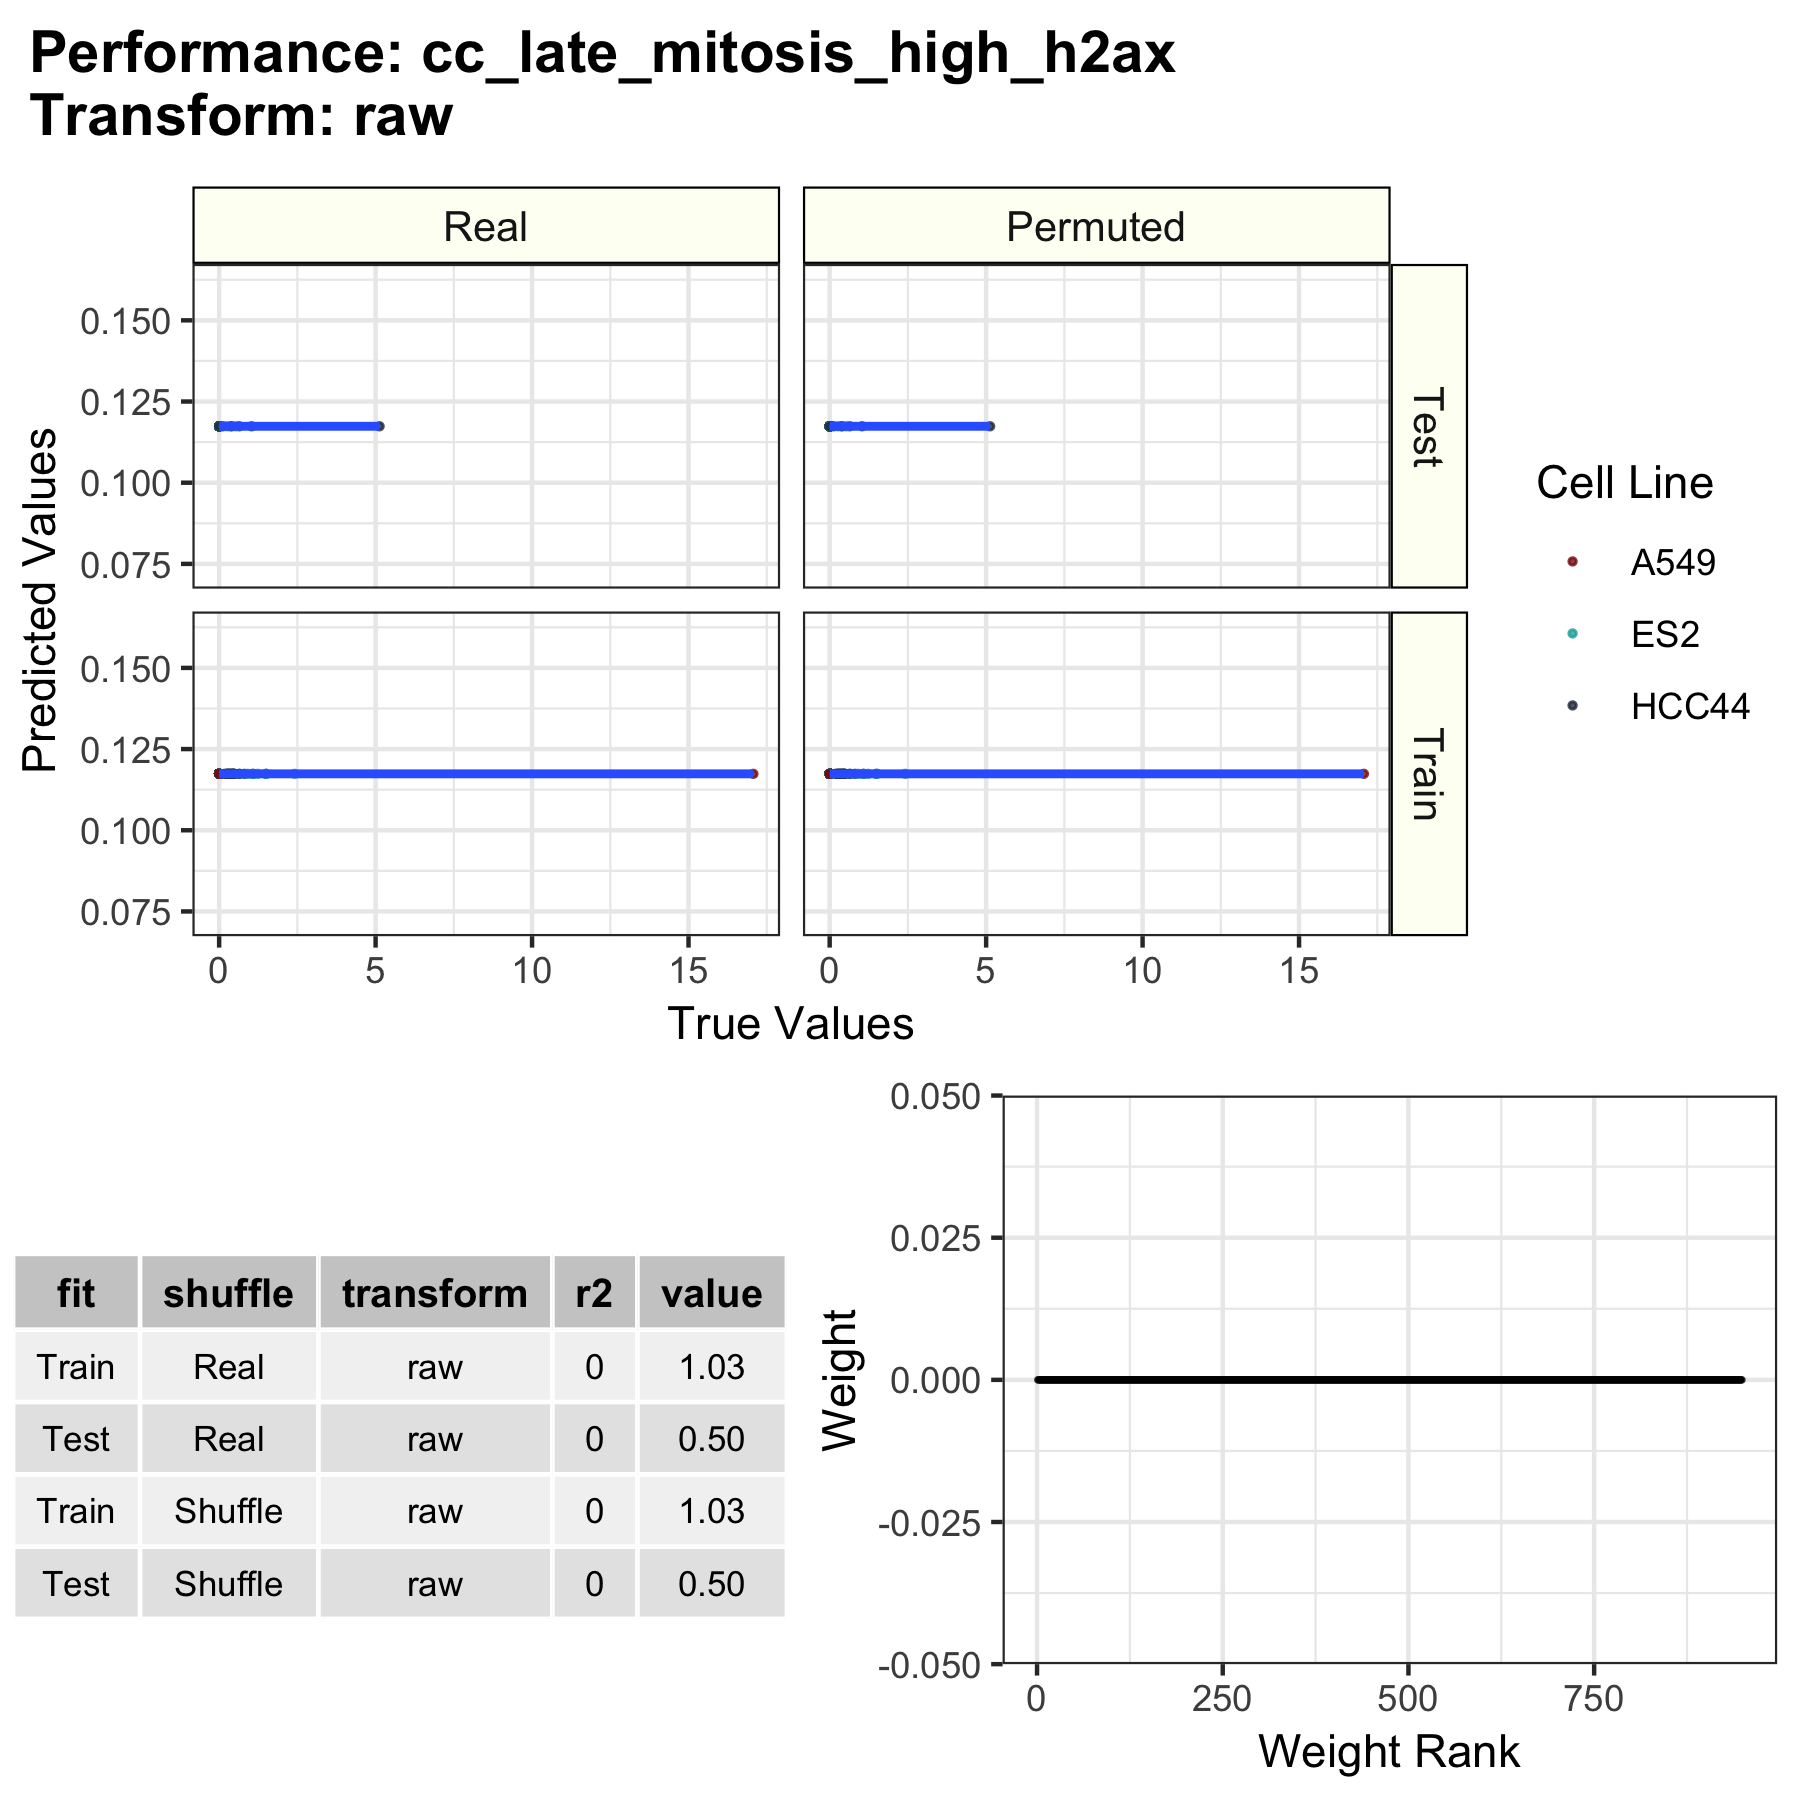 Performance: cc_late_mitosis_high_h2ax
Transform: raw
Real
Permuted
0.150
0.125
0.100
0.075
Test
0.150
0.125
0.100
0.075
Train
Predicted Values
0 5 10 15
0 5 10 15
True Values
Cell Line
A549
ES2
HCC44
fit shuffle transform r2 value
Train Real raw 0 1.03
Test Real raw 0 0.50
Train Shuffle raw 0 1.03
Test Shuffle raw 0 0.50
Weight
0.050
0.025
0.000
-0.025
-0.050
0 250 500 750
Weight Rank